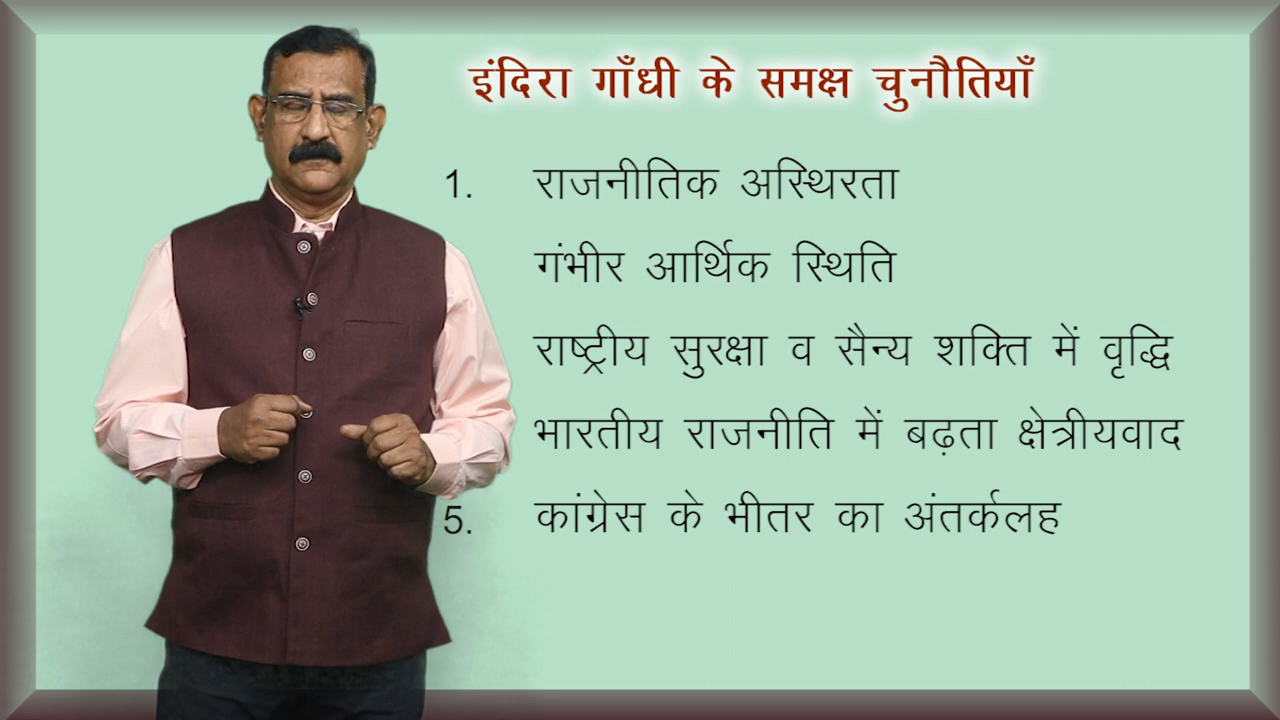 इंदिरा गाँधी के समक्ष चुनौतियाँ
1. राजनीतिक अस्थिरता
गंभीर आर्थिक स्थिति
राष्ट्रीय सुरक्षा व सैन्य शक्ति में वृद्धि
भारतीय राजनीति में बढ़ता क्षेत्रीयवाद
5. कांग्रेस के भीतर का अंतर्कलह